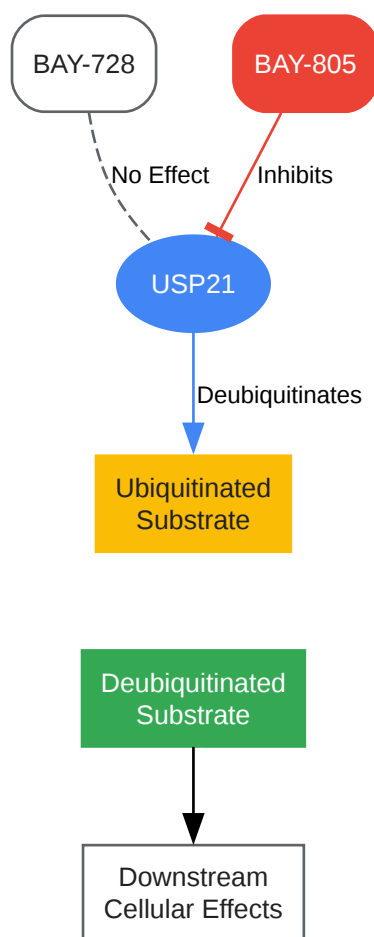 BAY-728
BAY-805
No Effect
Inhibits
USP21
Deubiquitinates
Ubiquitinated
Substrate
Deubiquitinated
Substrate
Downstream
Cellular Effects